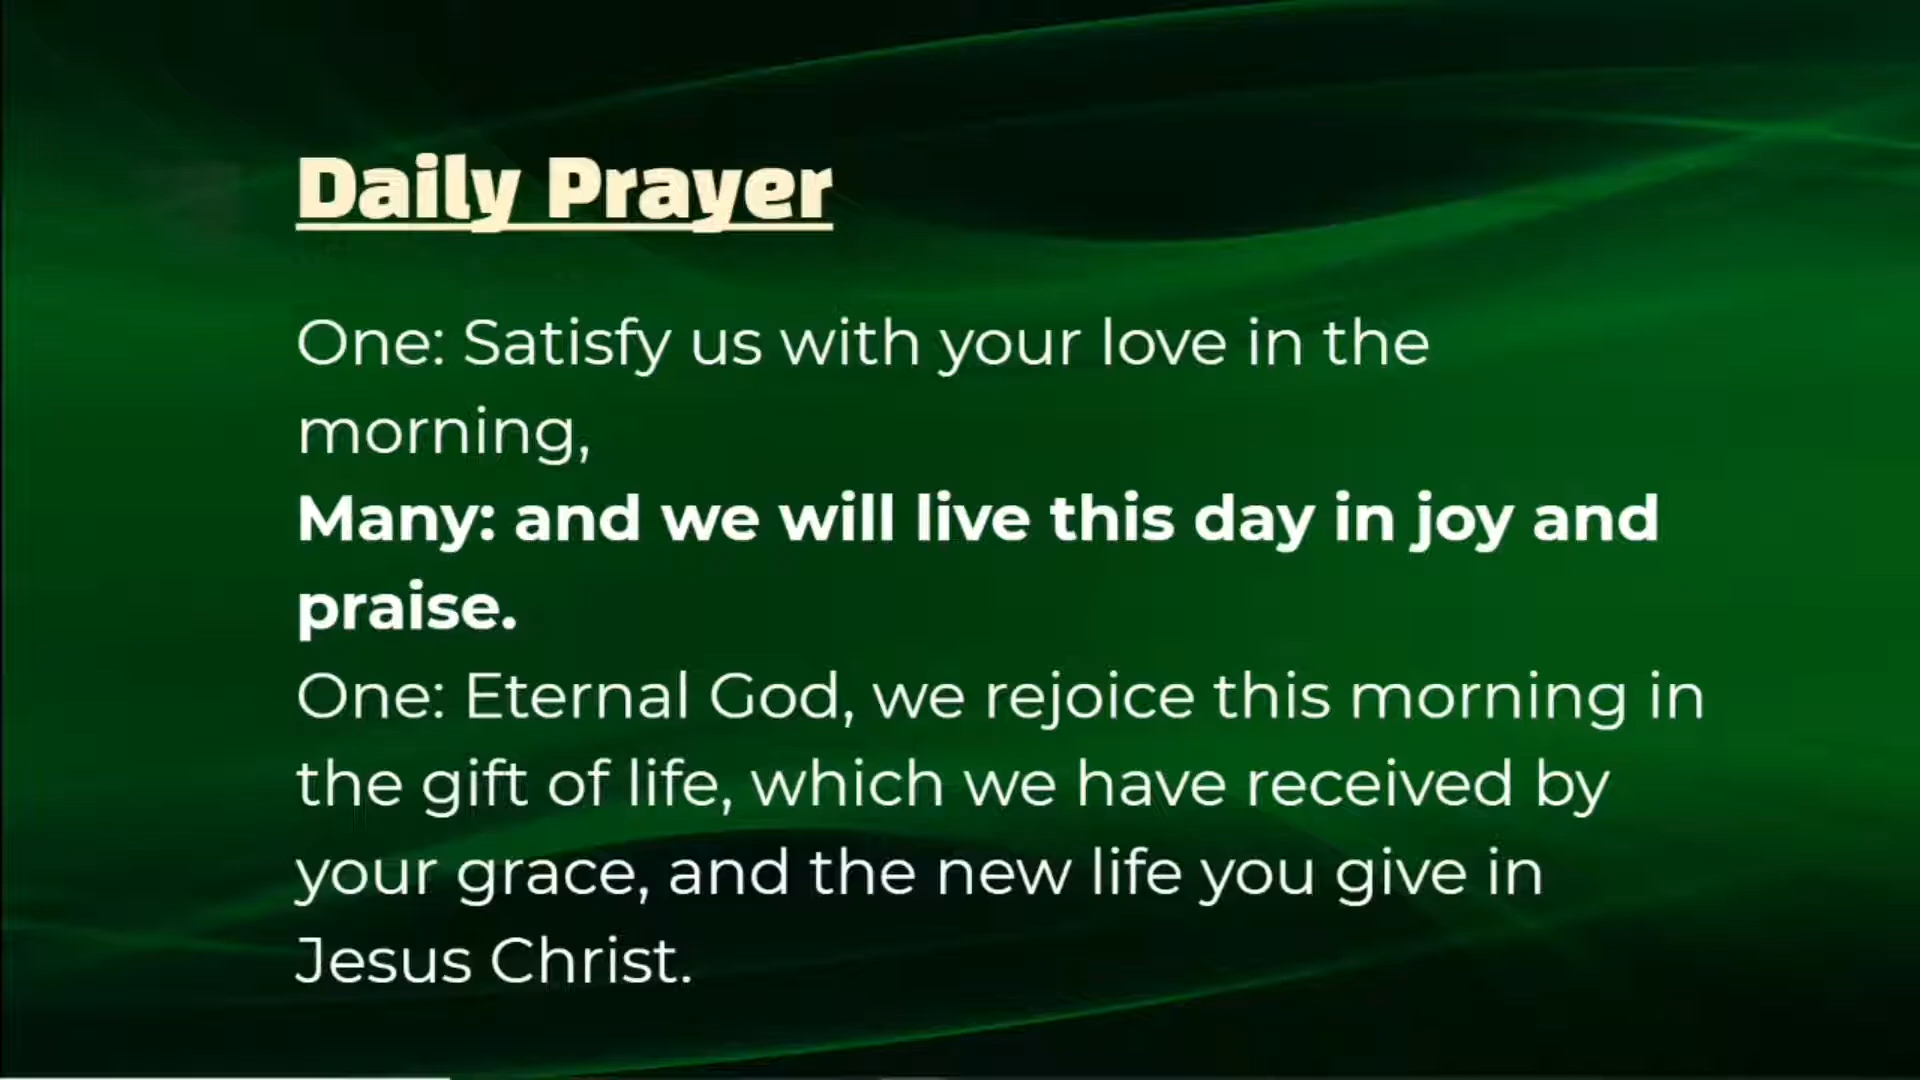 Daily Prayer
One: Satisfy us with your love in the
morning,
Many: and we will live this day in joy and
praise.
One: Eternal God, we rejoice this morning in
the gift of life, which we have received by
your grace, and the new life you give in
Jesus Christ.